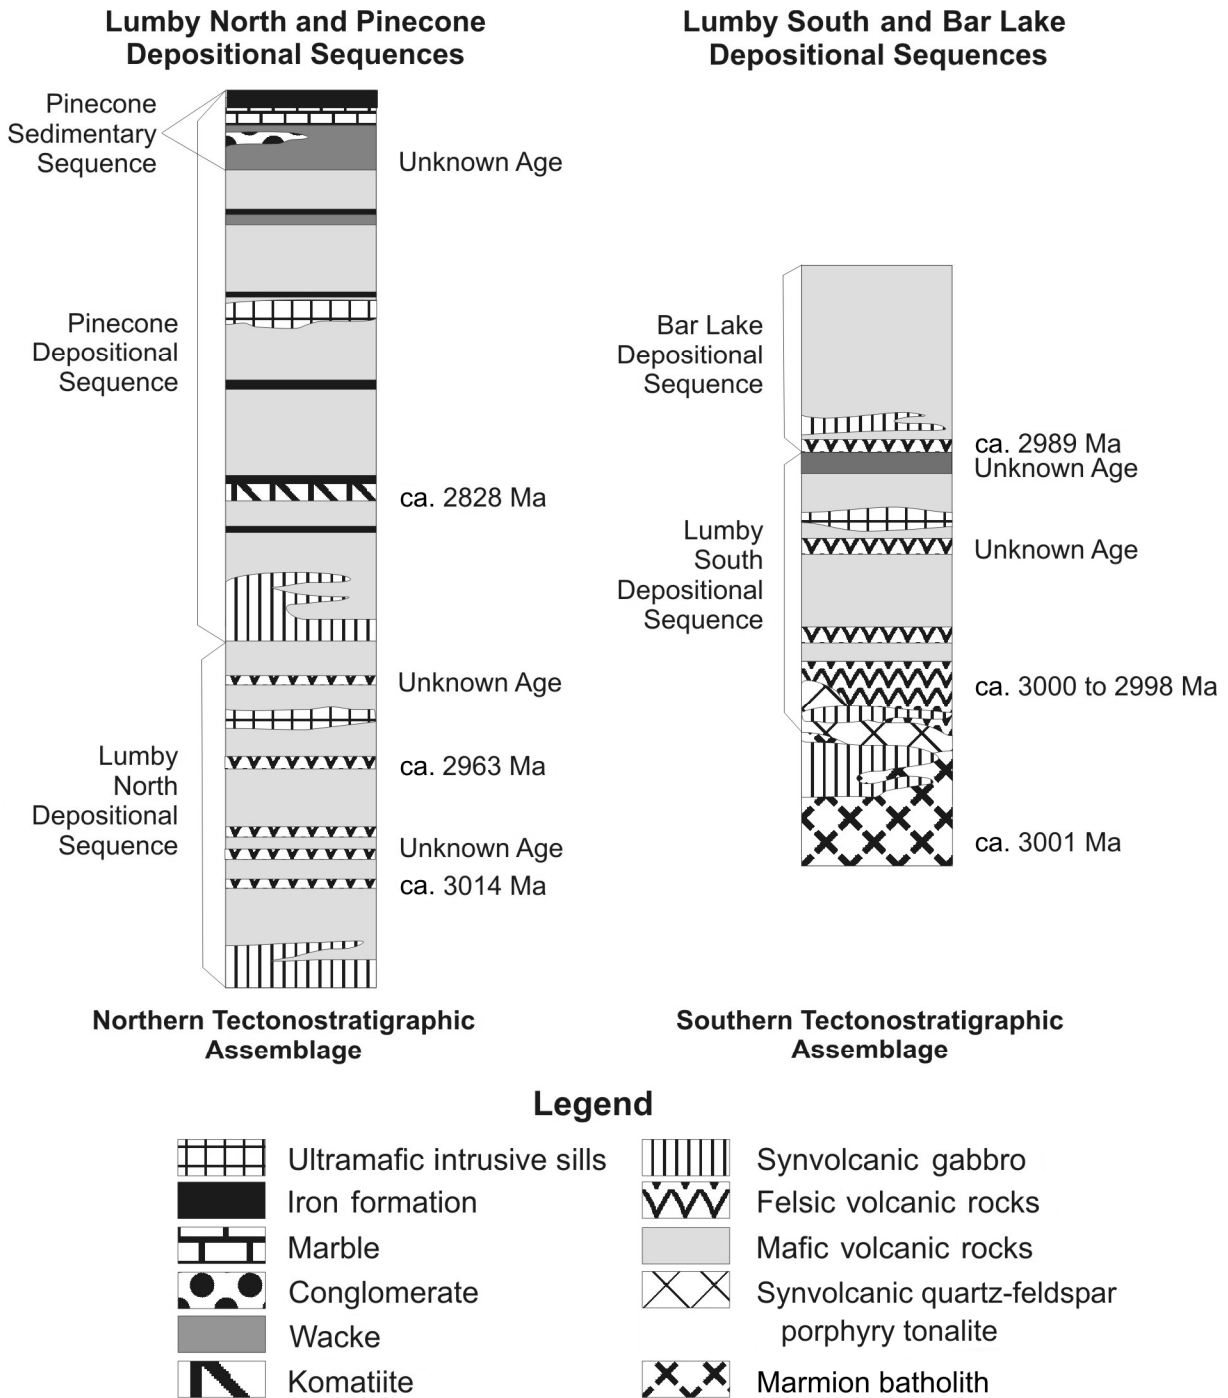 Lumby North and Pinecone
Depositional Sequences
Pinecone
Sedimentary
Sequence
Unknown Age
Pinecone
Depositional
Sequence
ca. 2828 Ma
Unknown Age
Lumby
North
Depositional
Sequence
ca. 2963 Ma
Unknown Age
ca. 3014 Ma
Northern Tectonostratigraphic
Assemblage
Lumby South and Bar Lake
Depositional Sequences
Bar Lake
Depositional
Sequence
ca. 2989 Ma
Unknown Age
Lumby
South
Depositional
Sequence
Unknown Age
ca. 3000 to 2998 Ma
ca. 3001 Ma
Southern Tectonostratigraphic
Assemblage
Legend
Ultramafic intrusive sills
Iron formation
Marble
Conglomerate
Wacke
Komatiite
Synvolcanic gabbro
Felsic volcanic rocks
Mafic volcanic rocks
Synvolcanic quartz-feldspar
porphyry tonalite
Marmion batholith